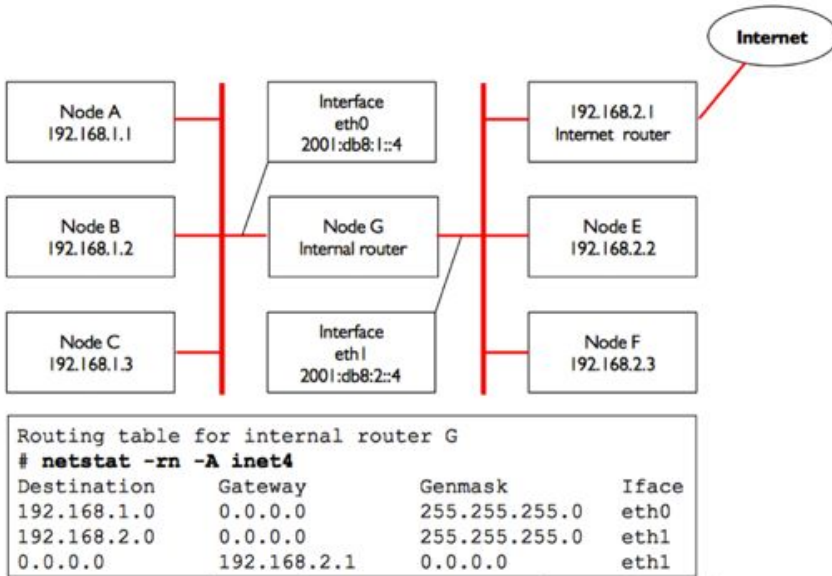 Internet
Node A
192.168.1.1
Interface
eth0
2001:db8:1::4
192.168.2.1
Internet router
Node B
192.168.1.2
Node G
Internal router
Node E
192.168.2.2
Node C
192.168.1.3
Interface
eth1
2001:db8:2::4
Node F
192.168.2.3
Routing table for internal router G
# netstat -rn -A inet4
Destination Gateway Genmask Iface
192.168.1.0 0.0.0.0 255.255.255.0 eth0
192.168.2.0 0.0.0.0 255.255.255.0 eth1
0.0.0.0 192.168.2.1 0.0.0.0 eth1